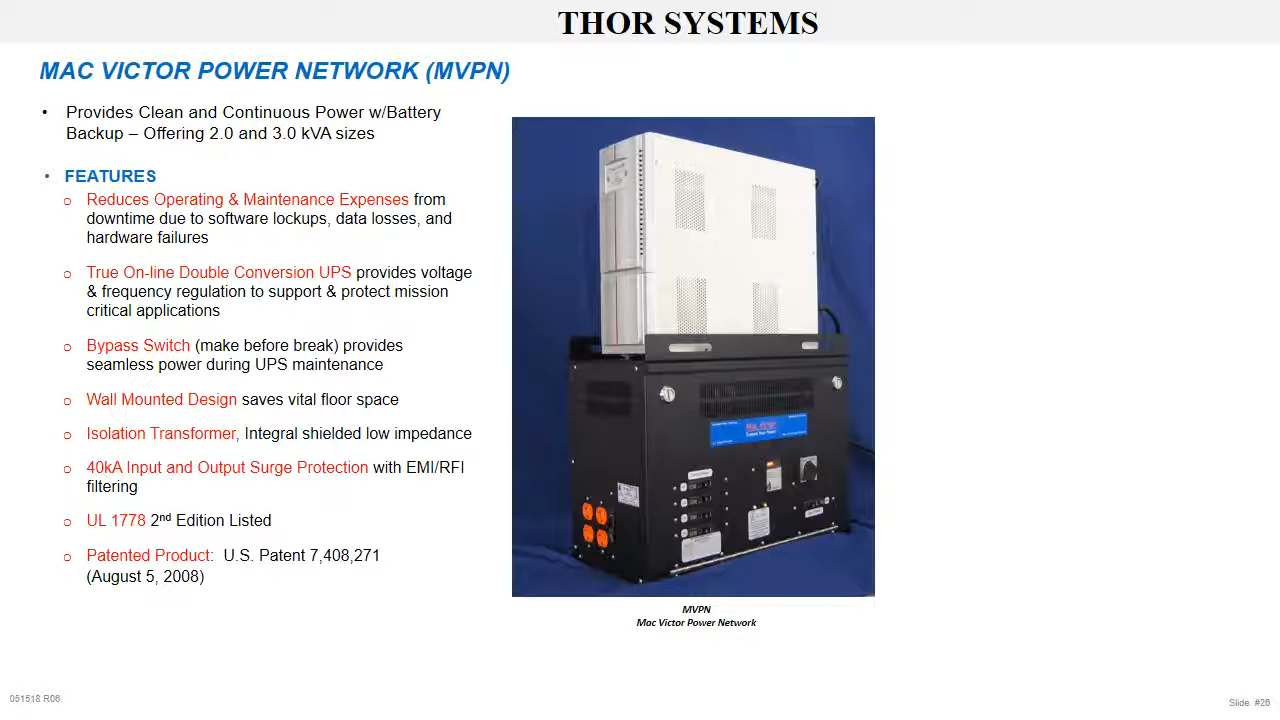 THOR SYSTEMS
MAC VICTOR POWER NETWORK (MVPN)
• Provides Clean and Continuous Power w/Battery
Backup – Offering 2.0 and 3.0 kVA sizes
• FEATURES
o Reduces Operating & Maintenance Expenses from
downtime due to software lockups, data losses, and
hardware failures
o True On-line Double Conversion UPS provides voltage
& frequency regulation to support & protect mission
critical applications
o Bypass Switch (make before break) provides
seamless power during UPS maintenance
o Wall Mounted Design saves vital floor space
o Isolation Transformer, Integral shielded low impedance
o 40kA Input and Output Surge Protection with EMI/RFI
filtering
o UL 1778 2nd Edition Listed
o Patented Product: U.S. Patent 7,408,271
(August 5, 2008)
Mac Victor
MVPN
Mac Victor Power Network
051518 R06
Slide #26